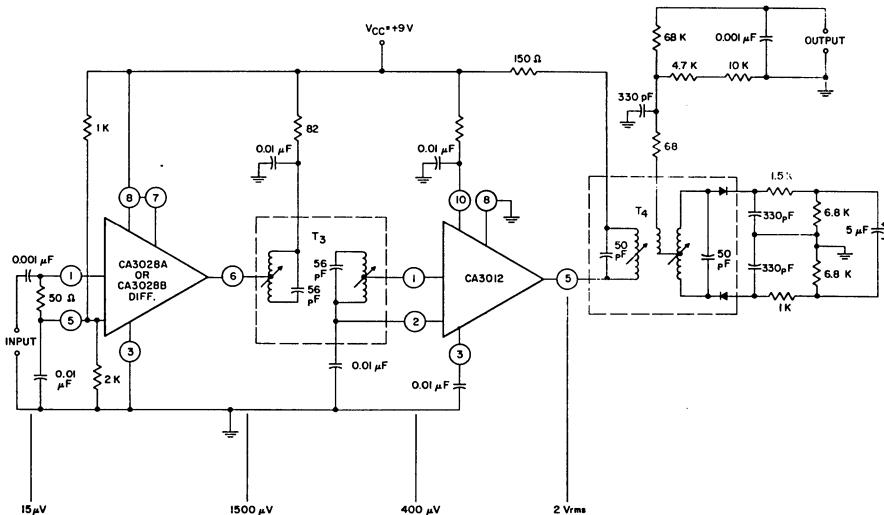 VCC=+9 V
150 Ω
68 K
0.001 µF
OUTPUT
4.7 K
10 K
330 pF
68
1 K
82
0.01 µF
0.01 µF
8
7
10
8
T3
T4
1.5 K
0.001 µF
1
CA3028A
OR
CA3028B
DIFF.
6
56
pF
56
pF
1
CA3012
5
50
pF
50
pF
330pF
6.8 K
5 µF
50 Ω
5
2
330pF
6.8 K
1 K
INPUT
3
3
0.01
µF
2 K
0.01 µF
0.01 µF
15µV
1500 µV
400 µV
2 Vrms